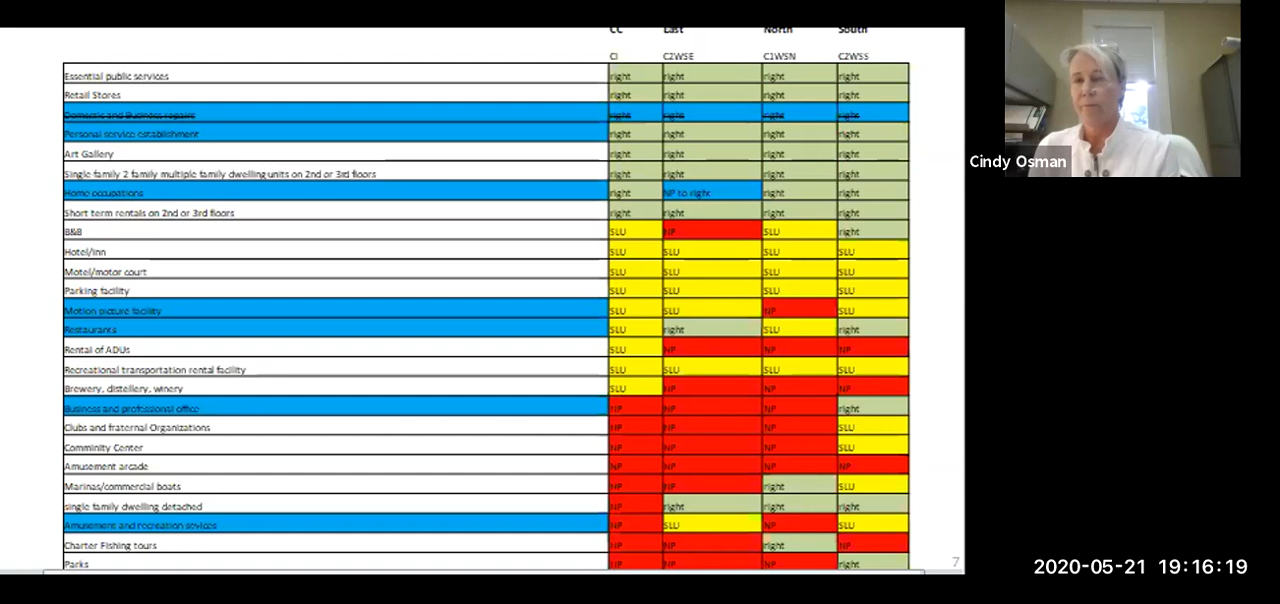 CC East North South
CI C2WSE C1WSN C2WSS
Essential public services right right right right
Retail Stores right right right right
Domestic and Business repairs right right right right
Personal service establishment right right right right
Art Gallery right right right right
Single family 2 family multiple family dwelling units on 2nd or 3rd floors right right right right
Home occupations right NP to right right right
Short term rentals on 2nd or 3rd floors right right right right
B&B SLU NP SLU right
Hotel/inn SLU SLU SLU SLU
Motel/motor court SLU SLU SLU SLU
Parking facility SLU SLU SLU SLU
Motion picture facility SLU SLU NP SLU
Restaurants SLU right SLU right
Rental of ADUs SLU NP NP NP
Recreational transportation rental facility SLU SLU SLU SLU
Brewery, distellery, winery SLU NP NP NP
Business and professional office NP NP NP right
Clubs and fraternal Organizations NP NP NP SLU
Comminity Center NP NP NP SLU
Amusement arcade NP NP NP NP
Marinas/commercial boats NP NP right SLU
single family dwelling detached NP right right right
Amusement and recreation sevices NP SLU NP SLU
Charter Fishing tours NP NP right NP
Parks NP NP NP right
7
Cindy Osman
2020-05-21 19:16:19